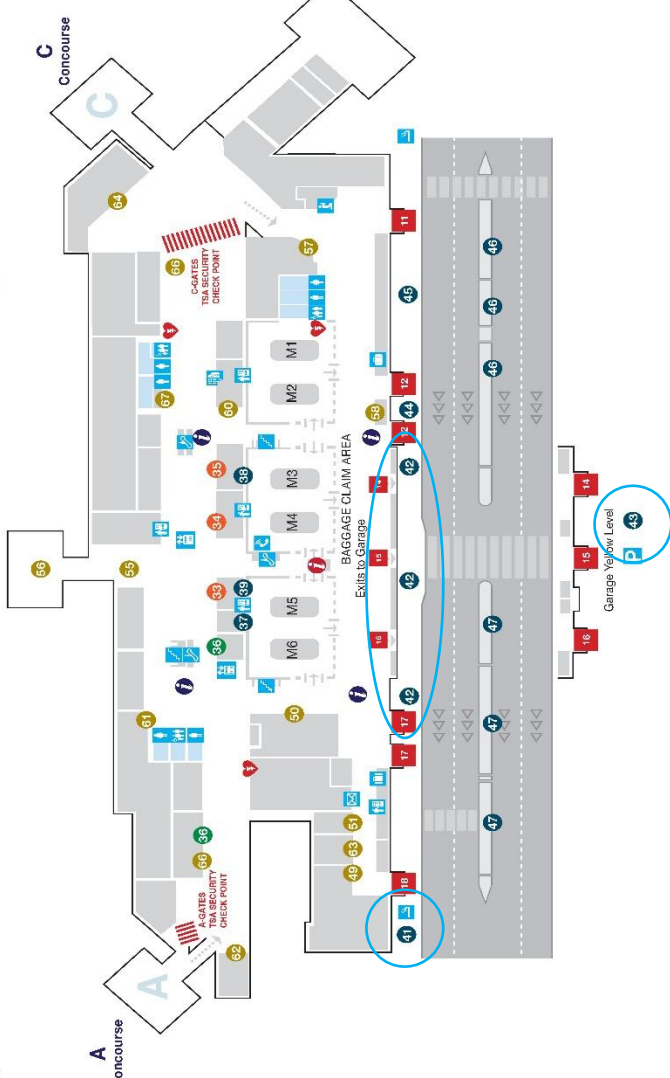 A
oncourse
C
Concourse
A
C
56
55
61
67
64
66
36
66
C-GATES
TSA SECURITY
CHECK POINT
A-GATES
TSA SECURITY
CHECK POINT
62
36
33
34
35
60
37
39
38
M6
M5
M4
M3
M2
M1
50
57
49
63
51
BAGGAGE CLAIM AREA
Exits to Garage
16
15
14
58
18
17
17
2
12
11
41
42
42
42
44
45
47
47
47
46
46
46
16
15
14
Garage Yellow Level
P
43